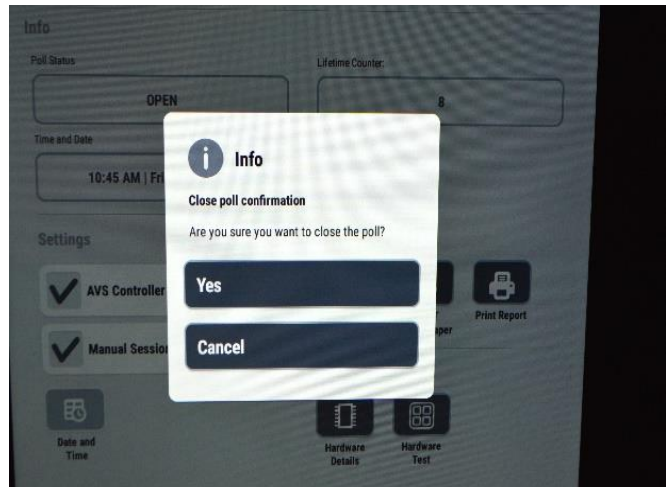 Info
Poll Status
Lifetime Counter:
OPEN
8
Time and Date
10:45 AM | Fri
Info
Close poll confirmation
Are you sure you want to close the poll?
Yes
Cancel
Settings
AVS Controller
Print Report
Manual Session
Date and
Time
Hardware
Details
Hardware
Test